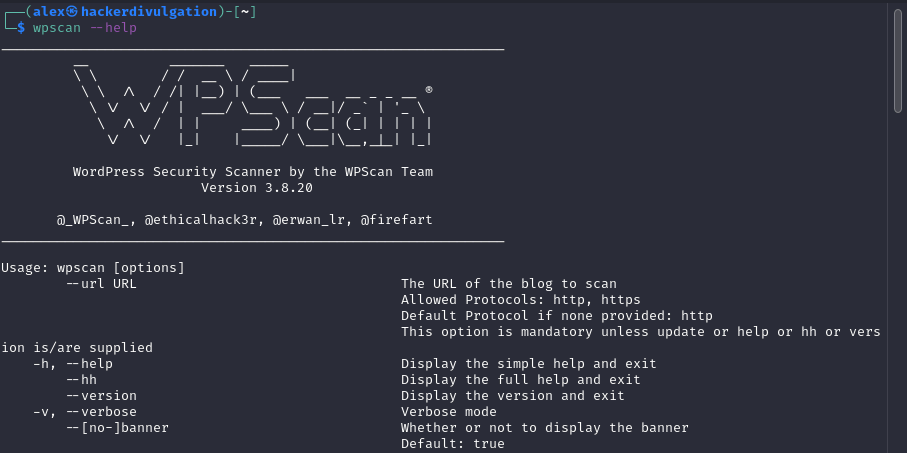 ┌──(alex㉿hackerdivulgation)-[~]
└─$ wpscan --help
_______________________________________________________________
         __          _______   _____
         \ \        / /  __ \ / ____|
          \ \  /\  / /| |__) | (___   ___  __ _ _ __ ®
           \ \/  \/ / |  ___/ \___ \ / __|/ _` | '_ \
            \  /\  /  | |     ____) | (__| (_| | | | |
             \/  \/   |_|    |_____/ \___|\__,_|_| |_|

         WordPress Security Scanner by the WPScan Team
                         Version 3.8.20

       @_WPScan_, @ethicalhack3r, @erwan_lr, @firefart
_______________________________________________________________

Usage: wpscan [options]
        --url URL                                 The URL of the blog to scan
                                                  Allowed Protocols: http, https
                                                  Default Protocol if none provided: http
                                                  This option is mandatory unless update or help or hh or vers
ion is/are supplied
    -h, --help                                    Display the simple help and exit
        --hh                                      Display the full help and exit
        --version                                 Display the version and exit
    -v, --verbose                                 Verbose mode
        --[no-]banner                             Whether or not to display the banner
                                                  Default: true